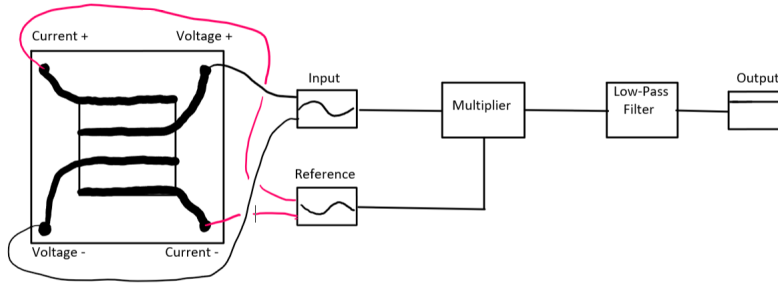 Current +
Voltage +
Input
Multiplier
Low-Pass
Filter
Output
Reference
Voltage -
Current -